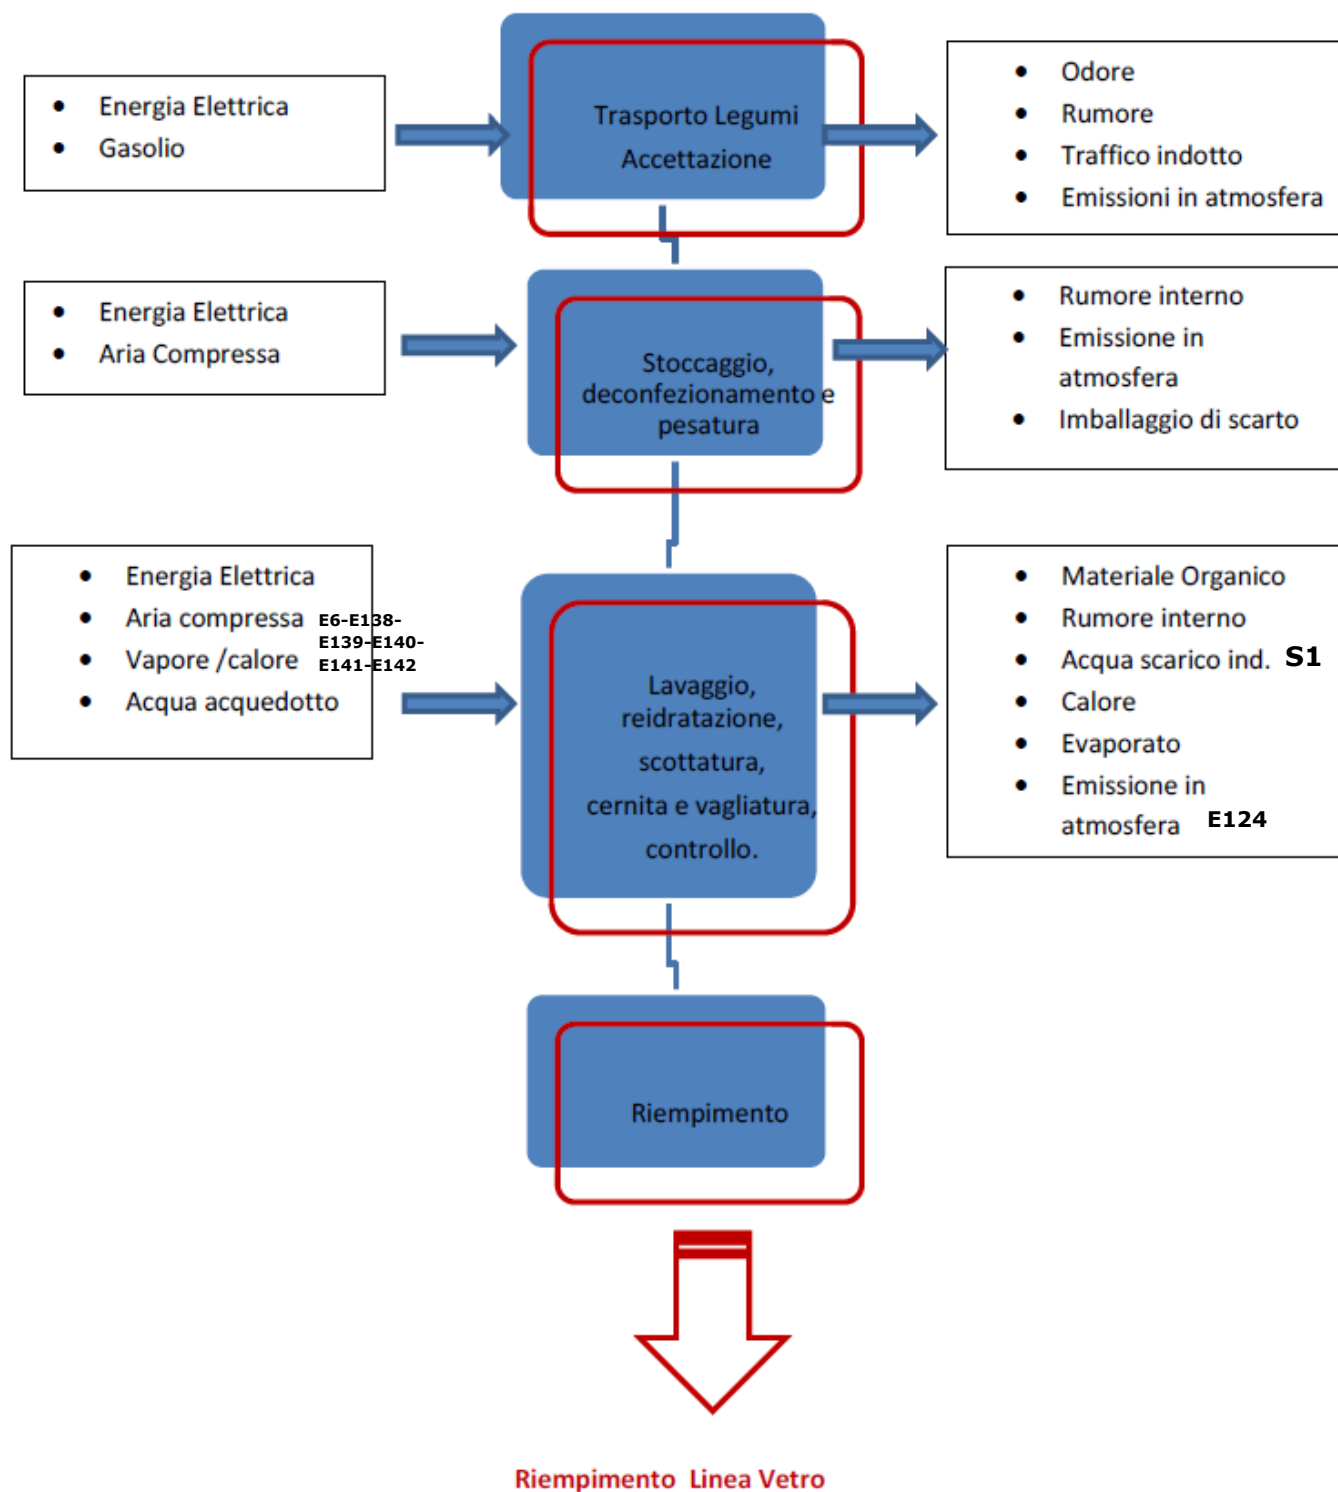 • Energia Elettrica
• Gasolio
Trasporto Legumi
Accettazione
• Odore
• Rumore
• Traffico indotto
• Emissioni in atmosfera
• Energia Elettrica
• Aria Compressa
Stoccaggio,
deconfezionamento e
pesatura
• Rumore interno
• Emissione in
atmosfera
• Imballaggio di scarto
• Energia Elettrica
• Aria compressa
• Vapore /calore
• Acqua acquedotto
E6-E138-
E139-E140-
E141-E142
Lavaggio,
reidratazione,
scottatura,
cernita e vagliatura,
controllo.
• Materiale Organico
• Rumore interno
• Acqua scarico ind. S1
• Calore
• Evaporato
• Emissione in
atmosfera E124
Riempimento
Riempimento Linea Vetro